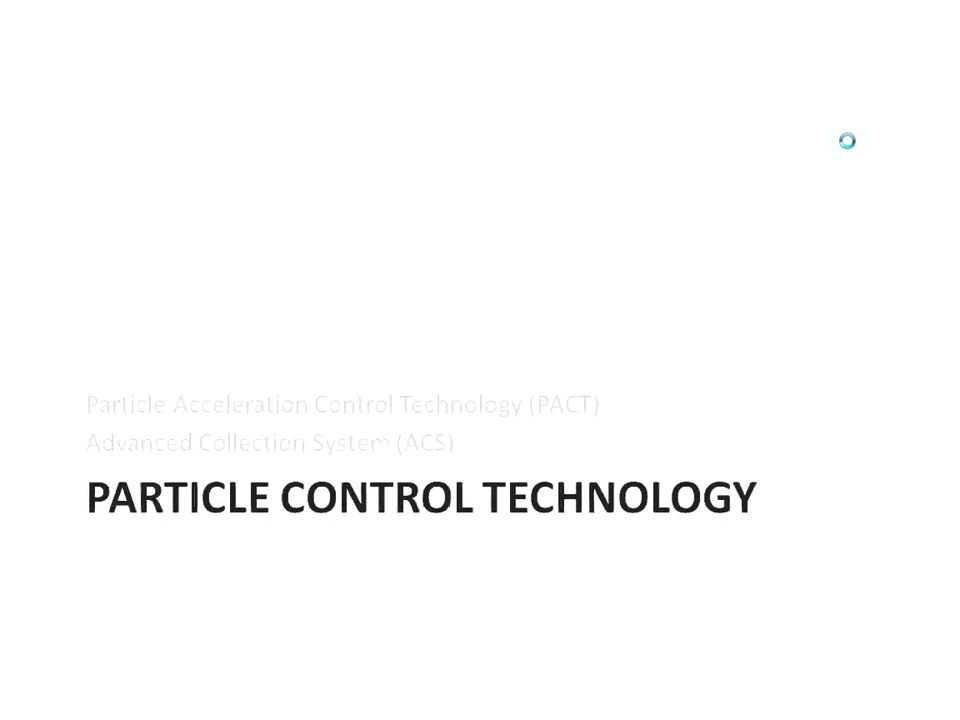 Particle Acceleration Control Technology (PACT)
Advanced Collection System (ACS)
PARTICLE CONTROL TECHNOLOGY